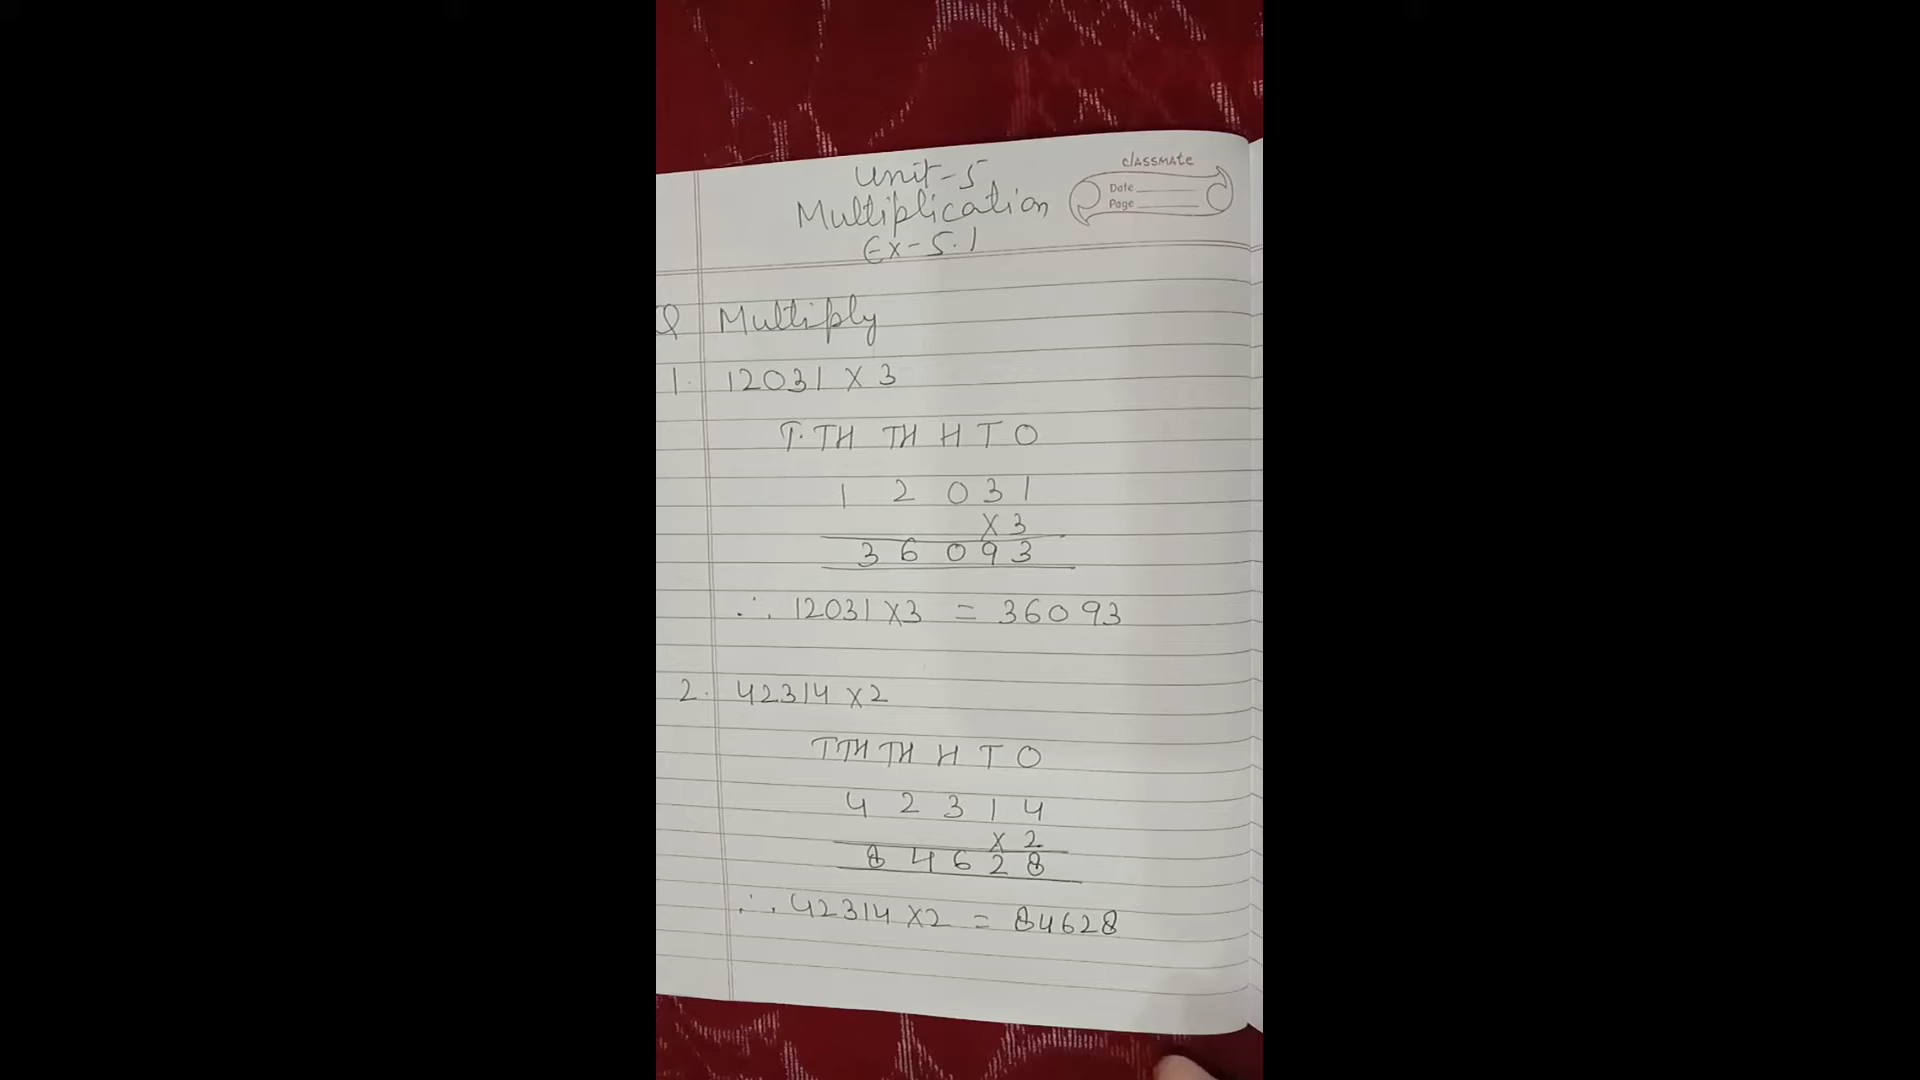 Unit-5
classmate
Date
Page
Multiplication
Ex-5.1
Q Multiply
1. 12031 x 3
T.TH TH H T O
1 2 0 3 1
x 3
3 6 0 9 3
∴ 12031 x 3 = 36093
2. 42314 x 2
TTH TH H T O
4 2 3 1 4
x 2
8 4 6 2 8
∴ 42314 x 2 = 84628